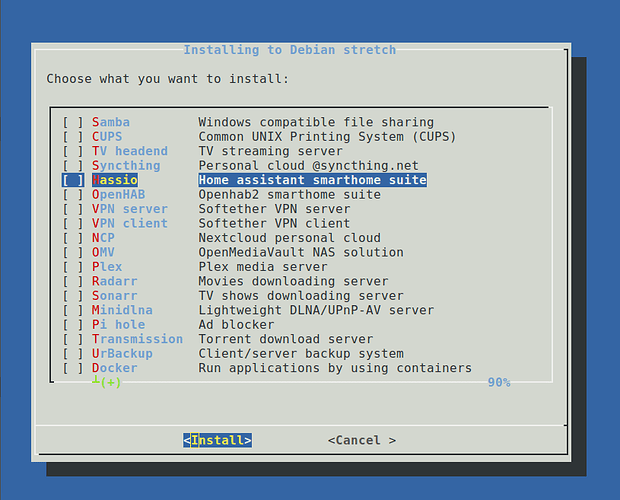 Installing to Debian stretch
Choose what you want to install:
[ ] Samba Windows compatible file sharing
[ ] CUPS Common UNIX Printing System (CUPS)
[ ] TV headend TV streaming server
[ ] Syncthing Personal cloud @syncthing.net
[ ] Hassio Home assistant smarthome suite
[ ] OpenHAB Openhab2 smarthome suite
[ ] VPN server Softether VPN server
[ ] VPN client Softether VPN client
[ ] NCP Nextcloud personal cloud
[ ] OMV OpenMediaVault NAS solution
[ ] Plex Plex media server
[ ] Radarr Movies downloading server
[ ] Sonarr TV shows downloading server
[ ] Minidlna Lightweight DLNA/UPnP-AV server
[ ] Pi hole Ad blocker
[ ] Transmission Torrent download server
[ ] UrBackup Client/server backup system
[ ] Docker Run applications by using containers
┴(+) 90%
<Install> <Cancel >